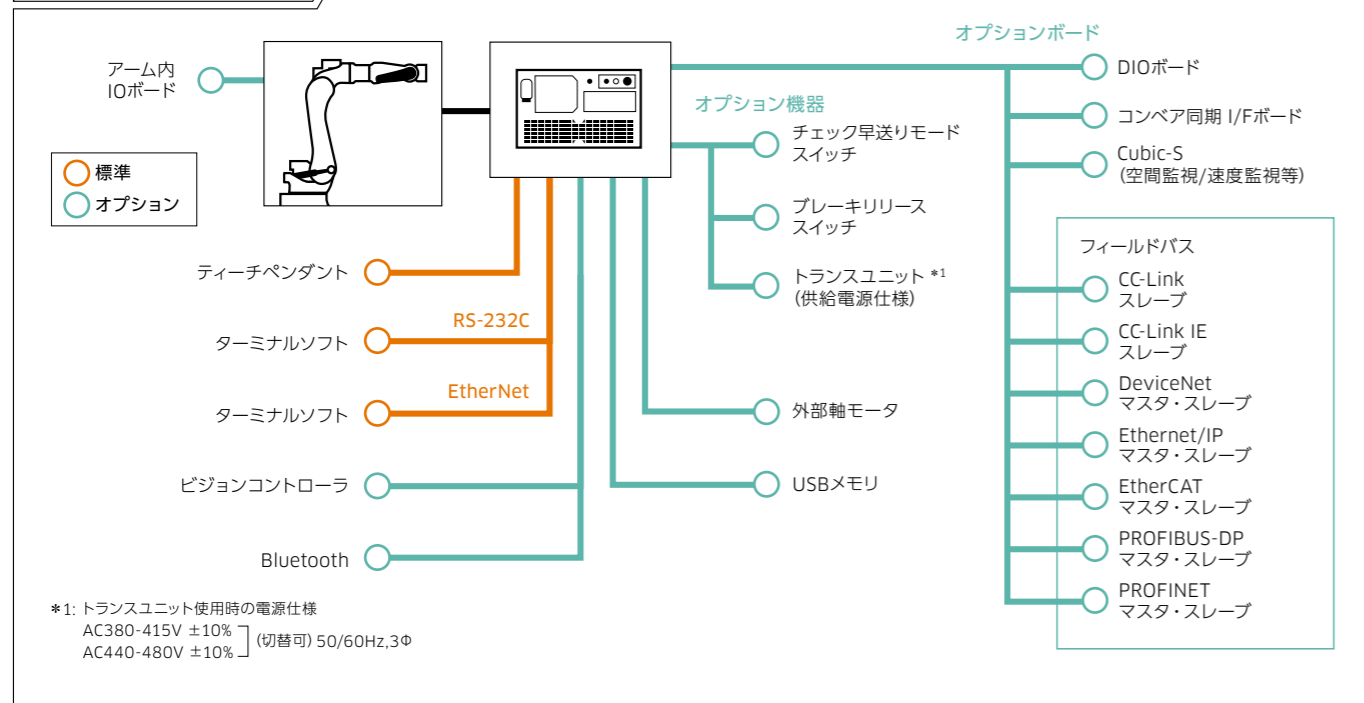 アーム内
IOボード
標準
オプション
ティーチペンダント
RS-232C
ターミナルソフト
EtherNet
ターミナルソフト
ビジョンコントローラ
Bluetooth
オプション機器
チェック早送りモード
スイッチ
ブレーキリリース
スイッチ
トランスユニット *1
(供給電源仕様)
外部軸モータ
USBメモリ
オプションボード
DIOボード
コンベア同期 I/Fボード
Cubic-S
(空間監視/速度監視等)
フィールドバス
CC-Link
スレーブ
CC-Link IE
スレーブ
DeviceNet
マスタ・スレーブ
Ethernet/IP
マスタ・スレーブ
EtherCAT
マスタ・スレーブ
PROFIBUS-DP
マスタ・スレーブ
PROFINET
マスタ・スレーブ
*1: トランスユニット使用時の電源仕様
AC380-415V ±10%
AC440-480V ±10%
(切替可) 50/60Hz,3Φ